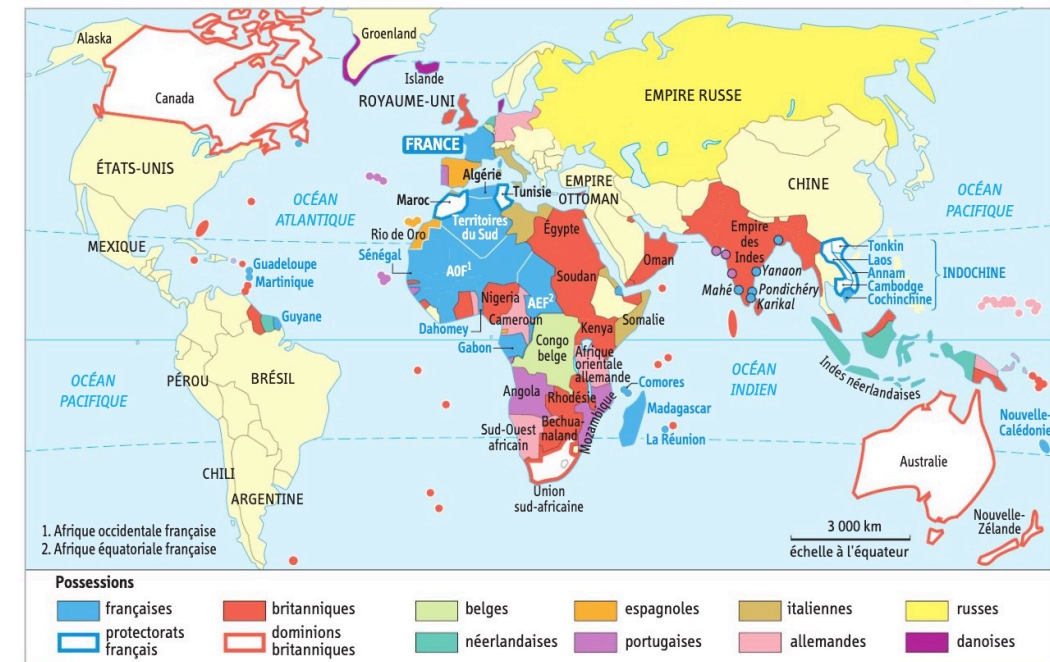 Alaska
Groenland
Islande
Canada
ROYAUME-UNI
EMPIRE RUSSE
FRANCE
ÉTATS-UNIS
Algérie
Tunisie
EMPIRE
OTTOMAN
CHINE
OCÉAN
ATLANTIQUE
Maroc
OCÉAN
PACIFIQUE
MEXIQUE
Rio de Oro
Territoires
du Sud
Égypte
Empire
des
Indes
Oman
Tonkin
Laos
Annam
Cambodge
Cochinchine
INDOCHINE
Sénégal
AOF1
Soudan
Yanaon
Mahé
Pondichéry
Karikal
Guadeloupe
Martinique
Guyane
Nigeria
AEF2
Dahomey
Cameroun
Somalie
Gabon
Congo
belge
Kenya
Afrique
orientale
allemande
OCÉAN
PACIFIQUE
PÉROU
BRÉSIL
OCÉAN
INDIEN
Indes néerlandaises
Angola
Rhodésie
Comores
Mozambique
Madagascar
La Réunion
Sud-Ouest
africain
Bechua-
naland
Nouvelle-
Calédonie
Australie
CHILI
ARGENTINE
Union
sud-africaine
Nouvelle-
Zélande
1. Afrique occidentale française
2. Afrique équatoriale française
3 000 km
échelle à l'équateur
Possessions
françaises
britanniques
belges
espagnoles
italiennes
russes
protectorats
français
dominions
britanniques
néerlandaises
portugaises
allemandes
danoises